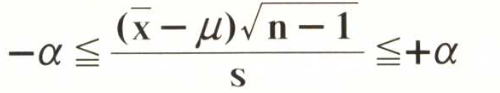 −α ≦ (x̄ − μ)√(n − 1) / s ≦ +α